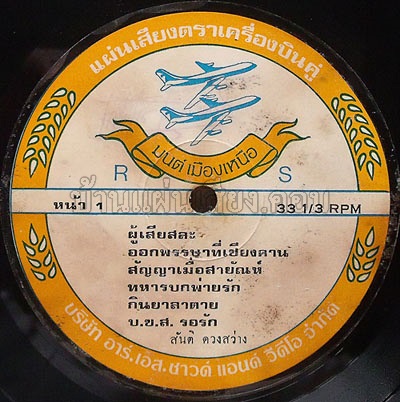 แผ่นเสียงตราเครื่องบินคู่
มนต์เมืองเหนือ
R S
บ้านแผ่นเสียง.คอม
หน้า 1 33 1/3 RPM
ผู้เสียสละ
ออกพรรษาที่เชียงคาน
สัญญาเมื่อสายัณห์
ทหารบกพ่ายรัก
กินยาลาตาย
บ.ข.ส. รอรัก
สันติ ดวงสว่าง
บริษัท อาร์.เอส.ซาวด์ แอนด์ วีดีโอ จำกัด